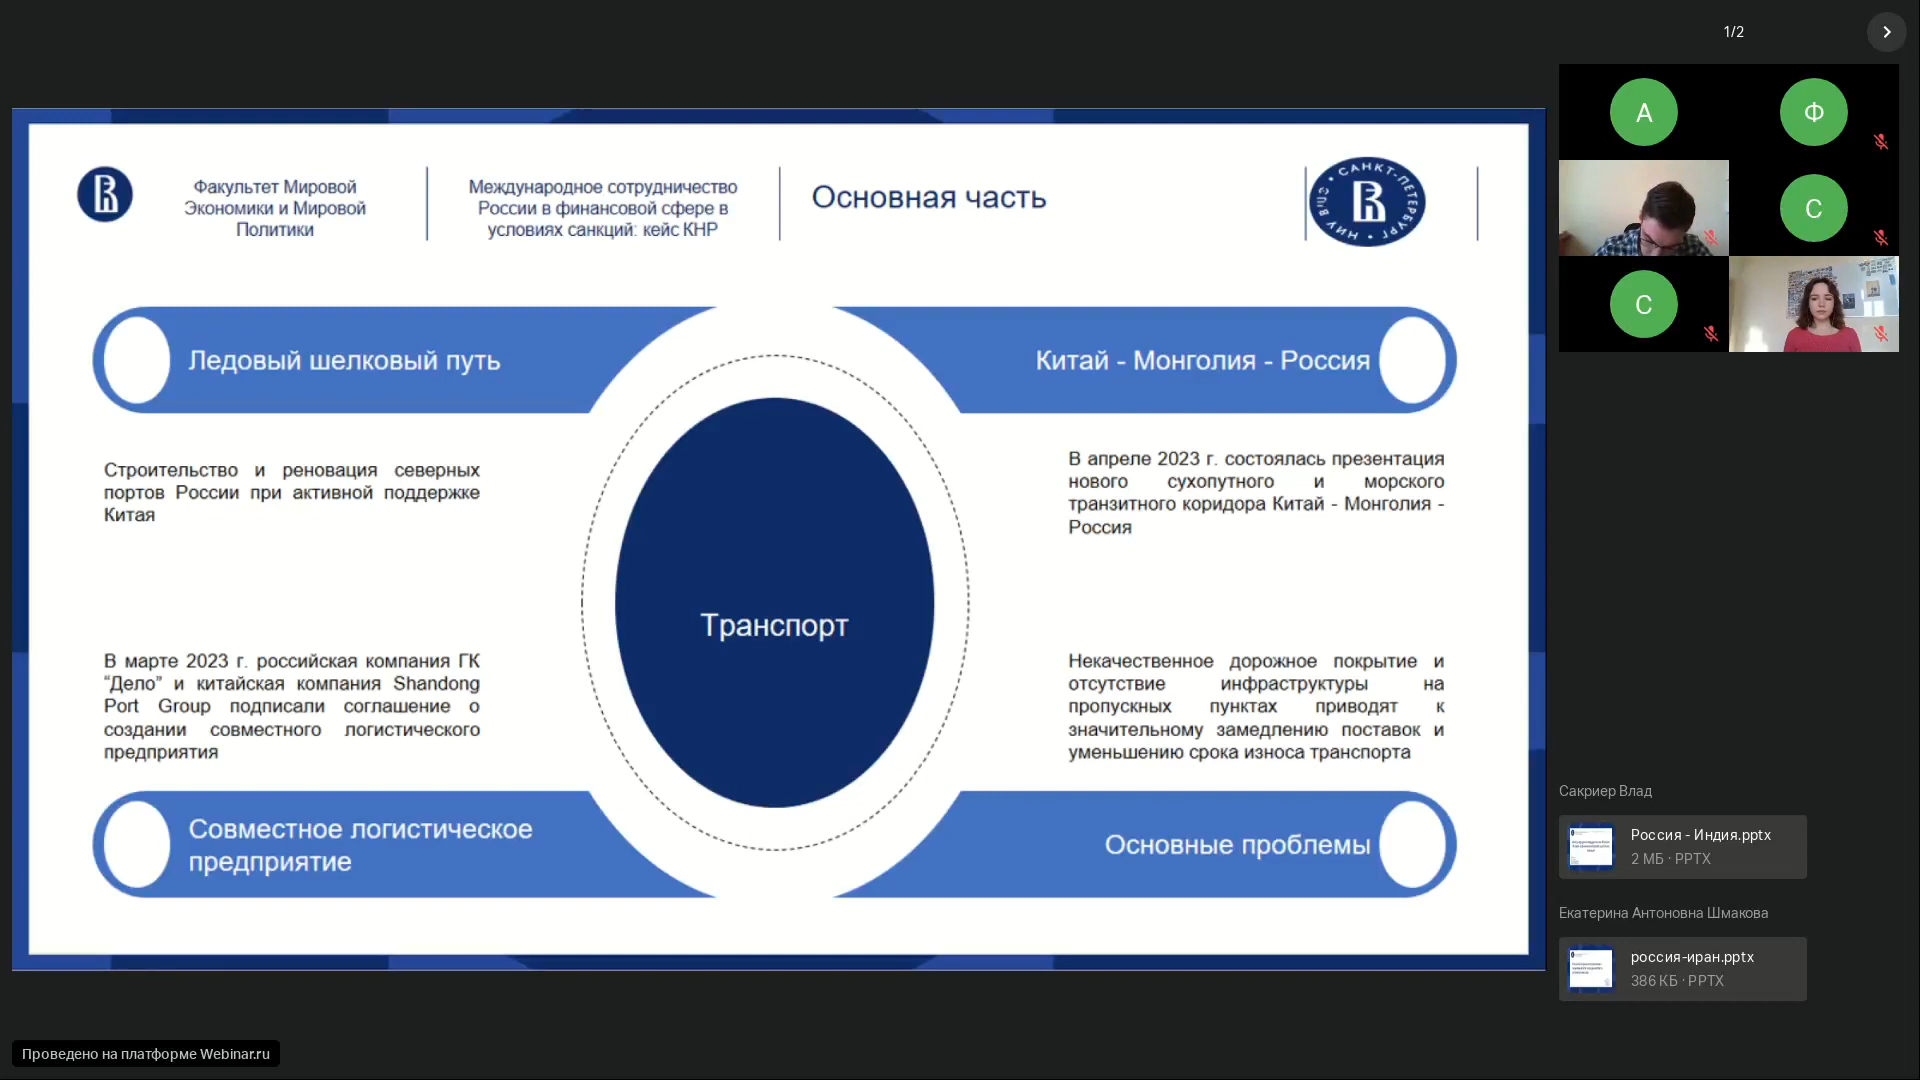 1/2
А
Ф
С
С
Факультет Мировой
Экономики и Мировой
Политики
Международное сотрудничество
России в финансовой сфере в
условиях санкций: кейс КНР
Основная часть
САНКТ-ПЕТЕРБУРГ • НИУ ВШЭ •
Ледовый шелковый путь
Китай - Монголия - Россия
Строительство и реновация северных
портов России при активной поддержке
Китая
В апреле 2023 г. состоялась презентация
нового сухопутного и морского
транзитного коридора Китай - Монголия -
Россия
Транспорт
В марте 2023 г. российская компания ГК
“Дело” и китайская компания Shandong
Port Group подписали соглашение о
создании совместного логистического
предприятия
Некачественное дорожное покрытие и
отсутствие инфраструктуры на
пропускных пунктах приводят к
значительному замедлению поставок и
уменьшению срока износа транспорта
Совместное логистическое
предприятие
Основные проблемы
Сакриер Влад
Россия - Индия.pptx
2 МБ · PPTX
Екатерина Антоновна Шмакова
россия-иран.pptx
386 КБ · PPTX
Проведено на платформе Webinar.ru